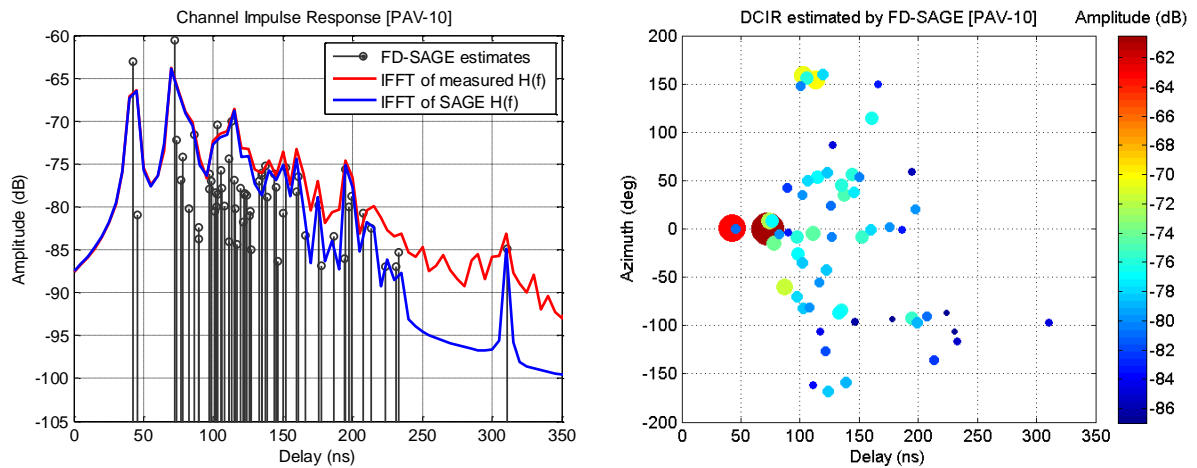 Channel Impulse Response [PAV-10]
-60
-65
-70
-75
-80
-85
-90
-95
-100
-105
Amplitude (dB)
FD-SAGE estimates
IFFT of measured H(f)
IFFT of SAGE H(f)
0 50 100 150 200 250 300 350
Delay (ns)
DCIR estimated by FD-SAGE [PAV-10]
200
150
100
50
0
-50
-100
-150
-200
Azimuth (deg)
0 50 100 150 200 250 300 350
Delay (ns)
Amplitude (dB)
-62
-64
-66
-68
-70
-72
-74
-76
-78
-80
-82
-84
-86